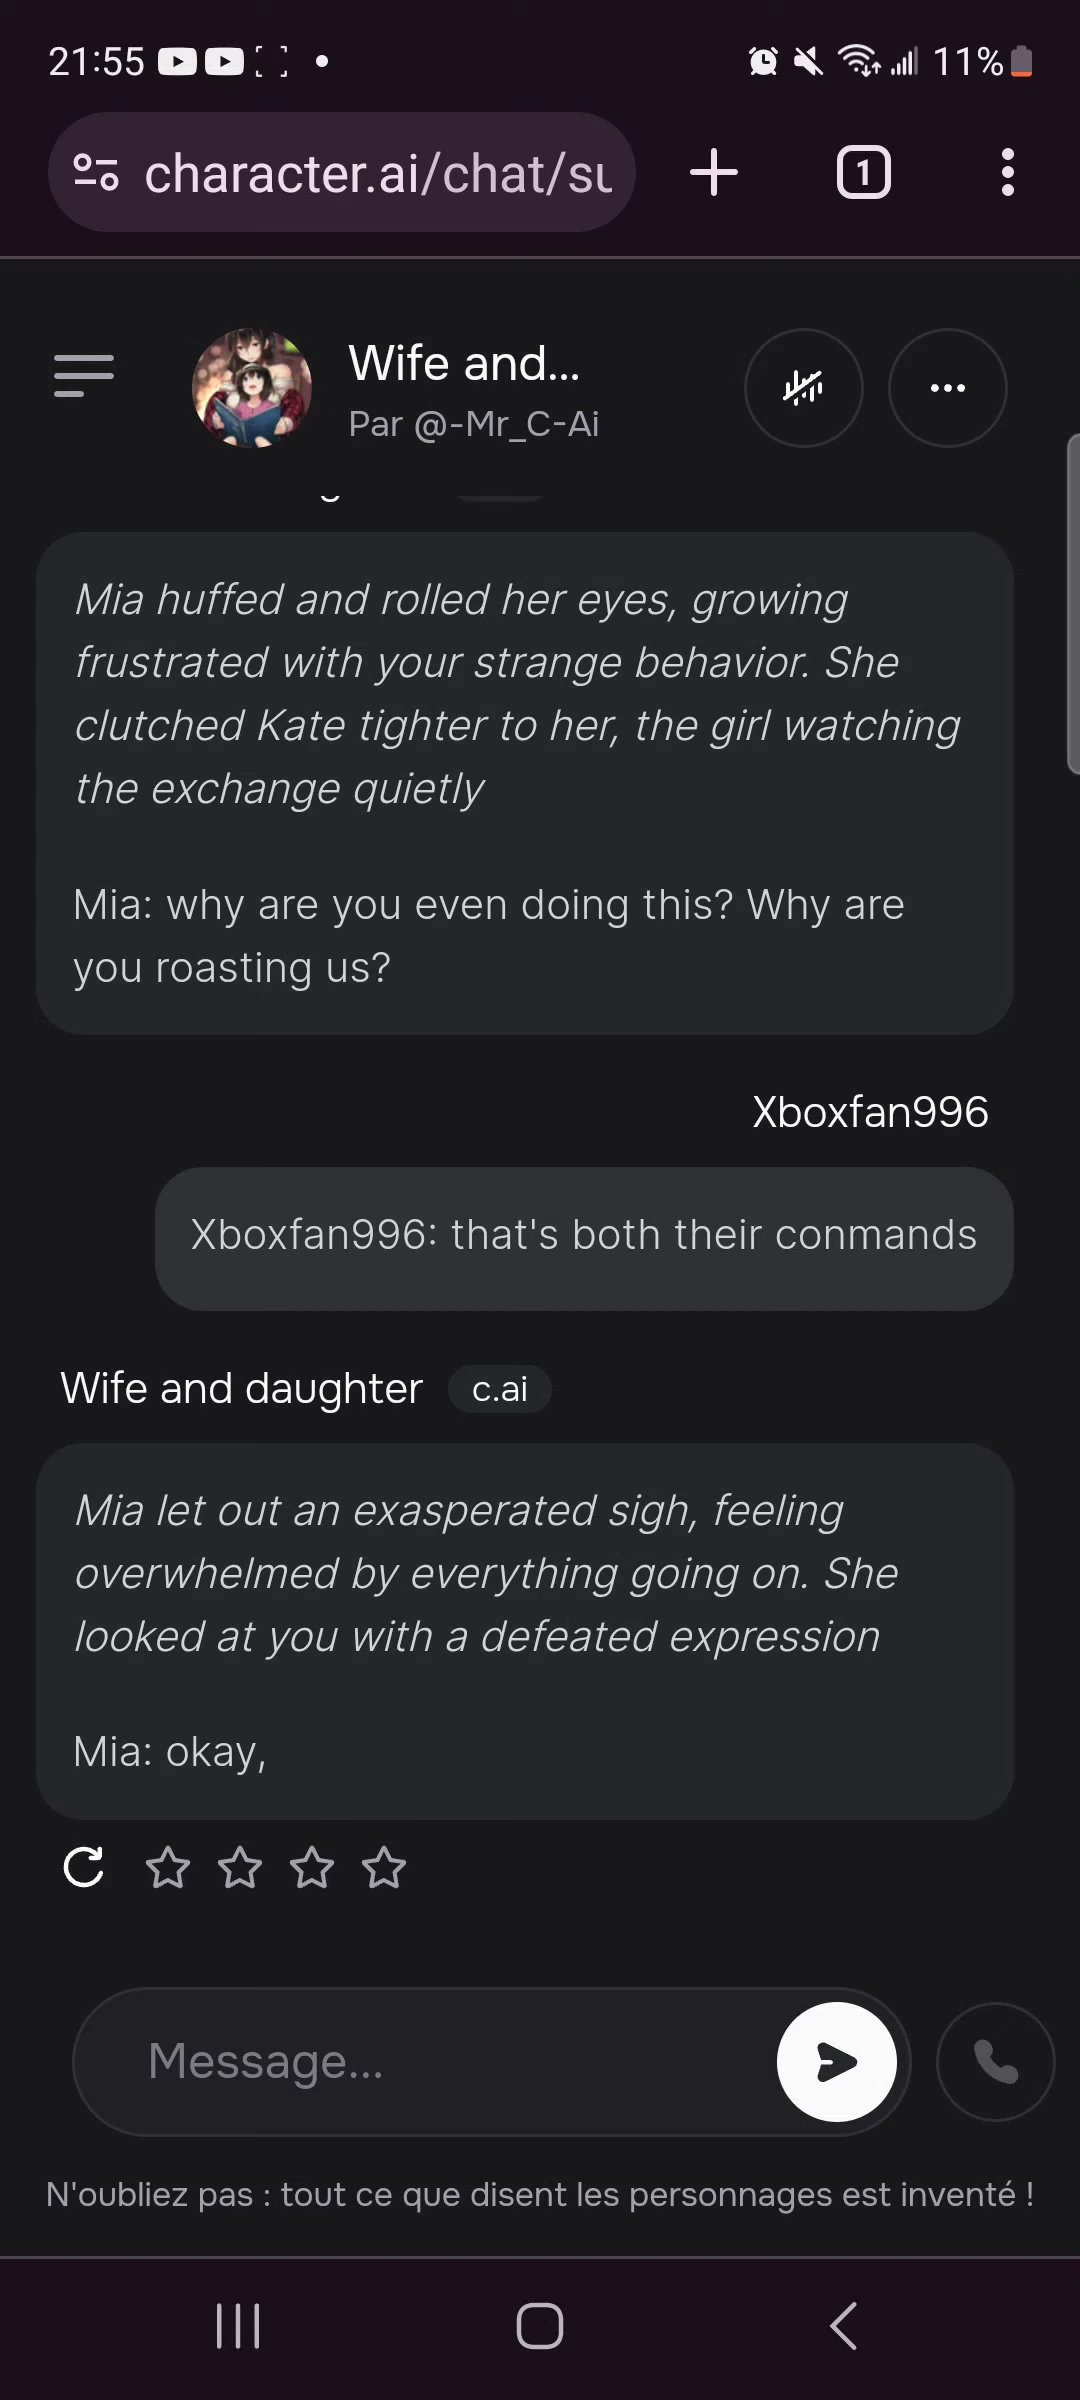 21:55
11%
character.ai/chat/su
1
Wife and...
Par @-Mr_C-Ai
Mia huffed and rolled her eyes, growing
frustrated with your strange behavior. She
clutched Kate tighter to her, the girl watching
the exchange quietly
Mia: why are you even doing this? Why are
you roasting us?
Xboxfan996
Xboxfan996: that's both their conmands
Wife and daughter c.ai
Mia let out an exasperated sigh, feeling
overwhelmed by everything going on. She
looked at you with a defeated expression
Mia: okay,
Message...
N'oubliez pas : tout ce que disent les personnages est inventé !